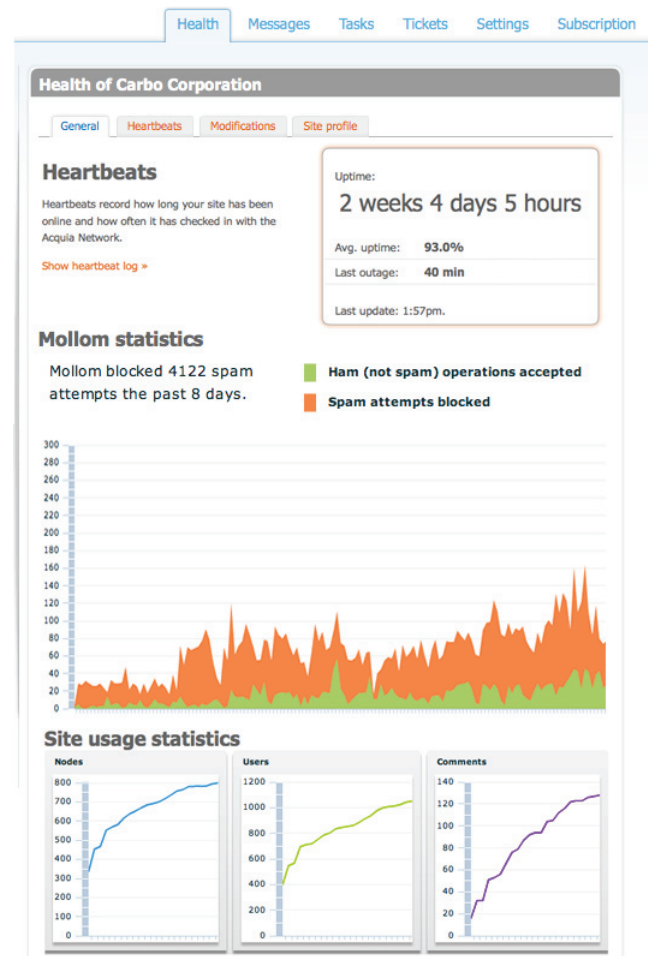 Health Messages Tasks Tickets Settings Subscription
Health of Carbo Corporation
General Heartbeats Modifications Site profile
Heartbeats
Heartbeats record how long your site has been
online and how often it has checked in with the
Acquia Network.
Show heartbeat log »
Uptime:
2 weeks 4 days 5 hours
Avg. uptime: 93.0%
Last outage: 40 min
Last update: 1:57pm.
Mollom statistics
Mollom blocked 4122 spam
attempts the past 8 days.
Ham (not spam) operations accepted
Spam attempts blocked
300
280
260
240
220
200
180
160
140
120
100
80
60
40
20
0
Site usage statistics
Nodes
800
700
600
500
400
300
200
100
0
Users
1200
1000
800
600
400
200
0
Comments
140
120
100
80
60
40
20
0